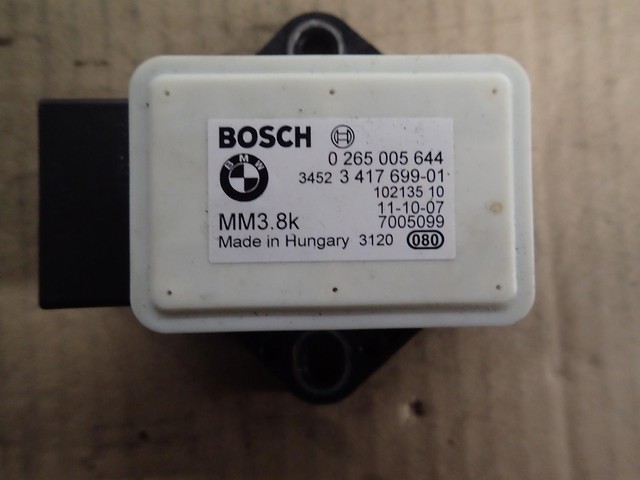 BOSCH
0 265 005 644
BMW
3452 3 417 699-01
102135 10
11-10-07
MM3.8k 7005099
Made in Hungary 3120 080